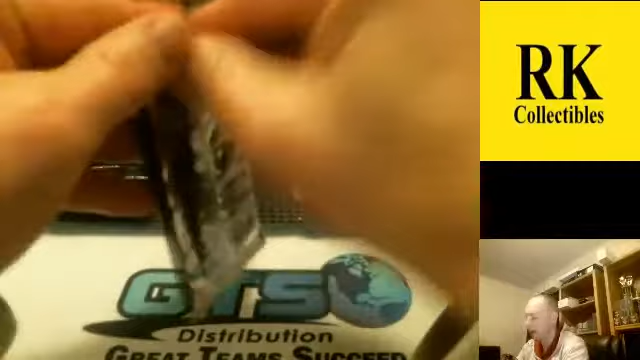 RK
Collectibles
GTS
Distribution
GREAT TEAMS SUCCEED